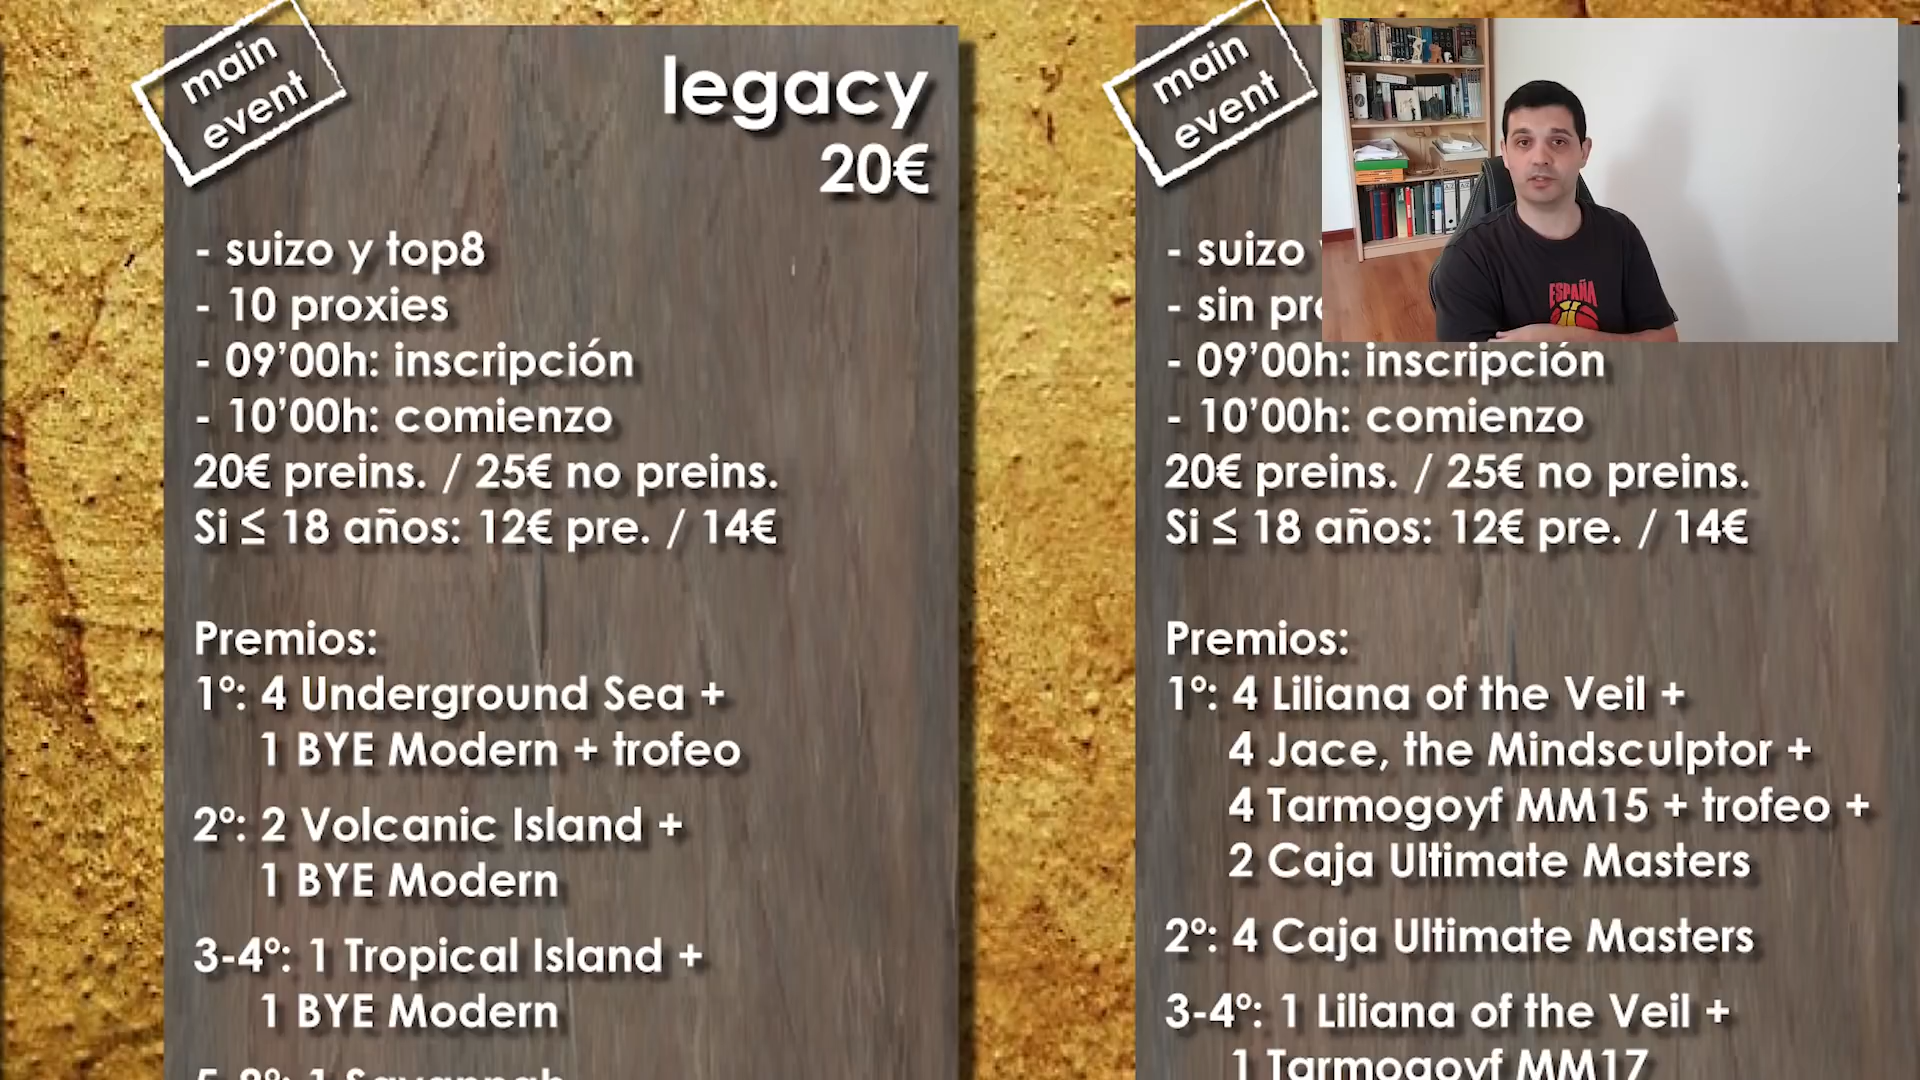 main
event
legacy
20€
- suizo y top8
- 10 proxies
- 09’00h: inscripción
- 10’00h: comienzo
20€ preins. / 25€ no preins.
Si ≤ 18 años: 12€ pre. / 14€
Premios:
1º: 4 Underground Sea +
1 BYE Modern + trofeo
2º: 2 Volcanic Island +
1 BYE Modern
3-4º: 1 Tropical Island +
1 BYE Modern
main
event
- suizo
- sin
- 09’00h: inscripción
- 10’00h: comienzo
20€ preins. / 25€ no preins.
Si ≤ 18 años: 12€ pre. / 14€
Premios:
1º: 4 Liliana of the Veil +
4 Jace, the Mindsculptor +
4 Tarmogoyf MM15 + trofeo +
2 Caja Ultimate Masters
2º: 4 Caja Ultimate Masters
3-4º: 1 Liliana of the Veil +
1 Tarmogoyf MM17
ESPAÑA